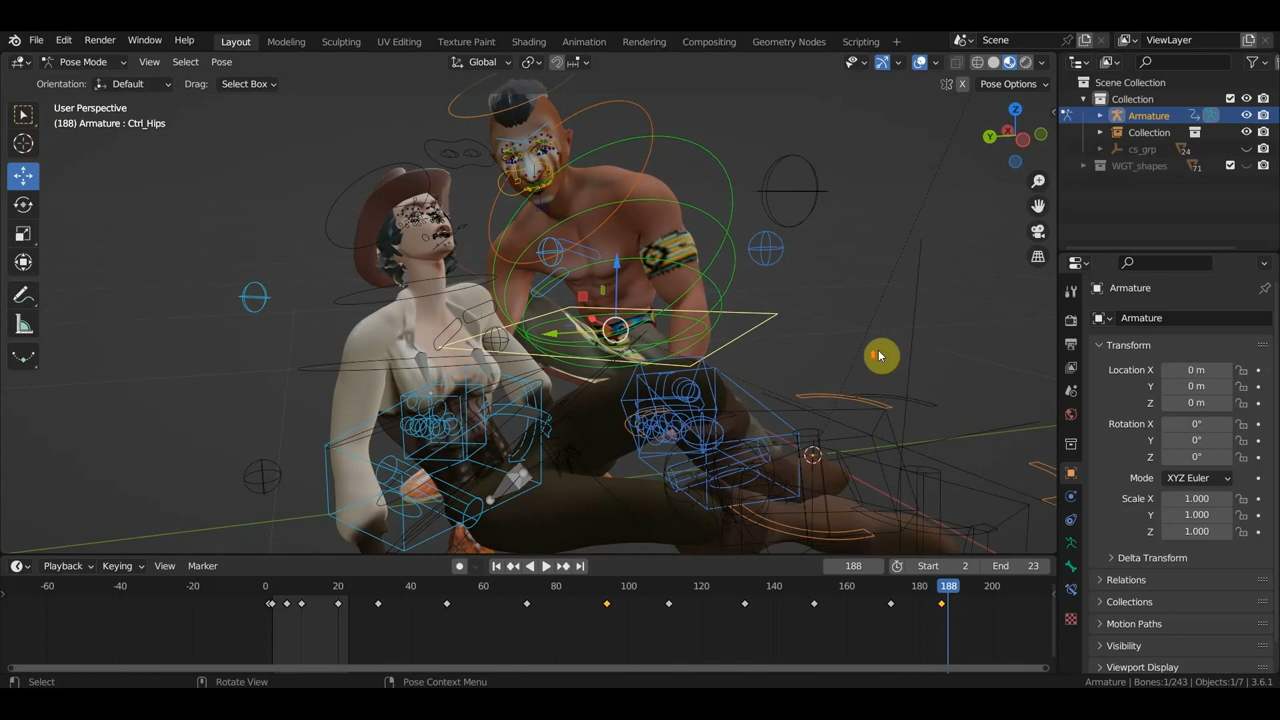 File Edit Render Window Help Layout Modeling Sculpting UV Editing Texture Paint Shading Animation Rendering Compositing Geometry Nodes Scripting + Scene ViewLayer
Pose Mode View Select Pose Global
Orientation: Default Drag: Select Box X Pose Options
User Perspective
(188) Armature : Ctrl_Hips
Z
Y
X
Scene Collection
Collection
Armature
Collection
cs_grp 24
WGT_shapes 71
Armature
Armature
Transform
Location X 0 m
Y 0 m
Z 0 m
Rotation X 0°
Y 0°
Z 0°
Mode XYZ Euler
Scale X 1.000
Y 1.000
Z 1.000
Delta Transform
Relations
Collections
Motion Paths
Visibility
Viewport Display
Playback Keying View Marker 188 Start 2 End 23
-60 -40 -20 0 20 40 60 80 100 120 140 160 188 200
Select Rotate View Pose Context Menu Armature | Bones:1/243 | Objects:1/7 | 3.6.1